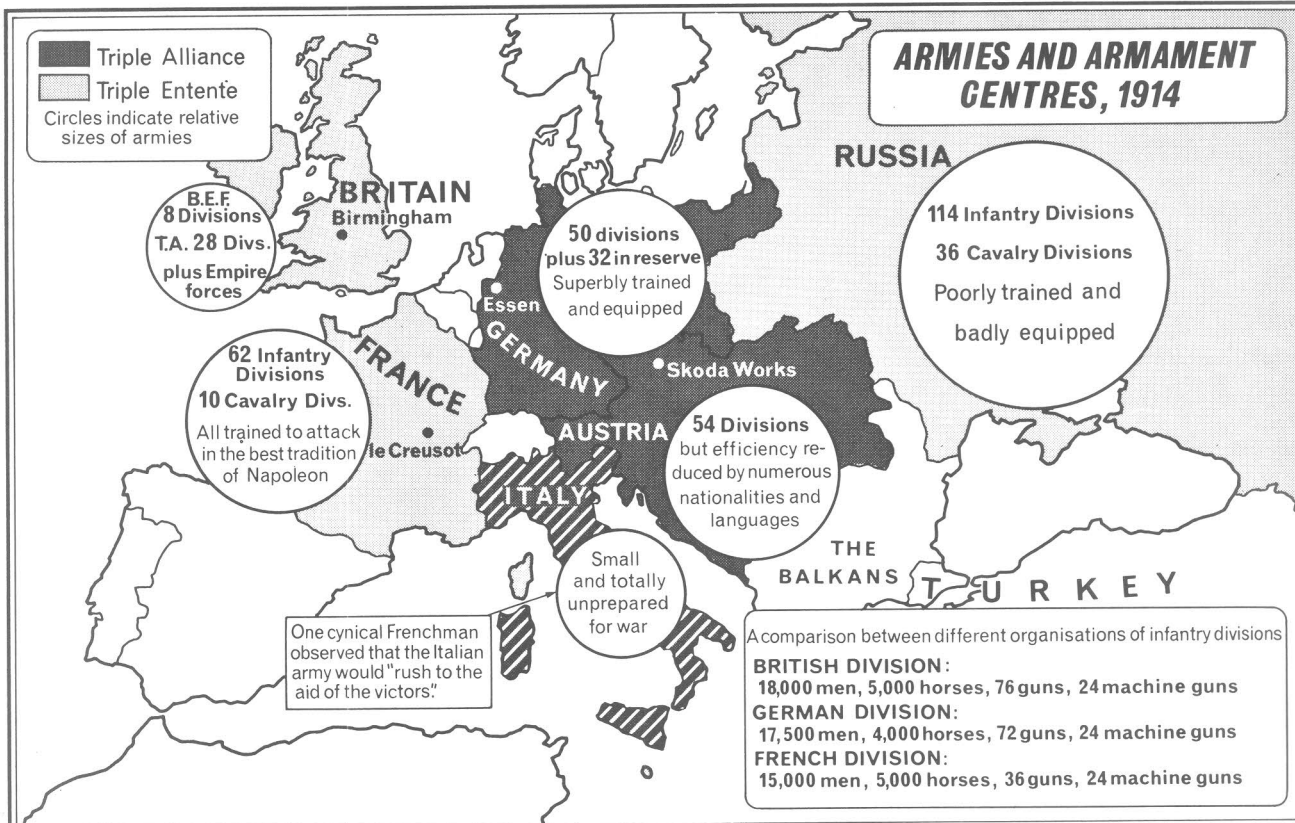 ARMIES AND ARMAMENT
CENTRES, 1914
Triple Alliance
Triple Entente
Circles indicate relative
sizes of armies
B.E.F.
8 Divisions
T.A. 28 Divs.
plus Empire
forces
BRITAIN
Birmingham
50 divisions
plus 32 in reserve
Superbly trained
and equipped
RUSSIA
114 Infantry Divisions
36 Cavalry Divisions
Poorly trained and
badly equipped
Essen
GERMANY
Skoda Works
62 Infantry
Divisions
10 Cavalry Divs.
All trained to attack
in the best tradition
of Napoleon
FRANCE
le Creusot
AUSTRIA
54 Divisions
but efficiency re-
duced by numerous
nationalities and
languages
ITALY
Small
and totally
unprepared
for war
THE
BALKANS
TURKEY
One cynical Frenchman
observed that the Italian
army would "rush to the
aid of the victors."
A comparison between different organisations of infantry divisions
BRITISH DIVISION:
18,000 men, 5,000 horses, 76 guns, 24 machine guns
GERMAN DIVISION:
17,500 men, 4,000 horses, 72 guns, 24 machine guns
FRENCH DIVISION:
15,000 men, 5,000 horses, 36 guns, 24 machine guns